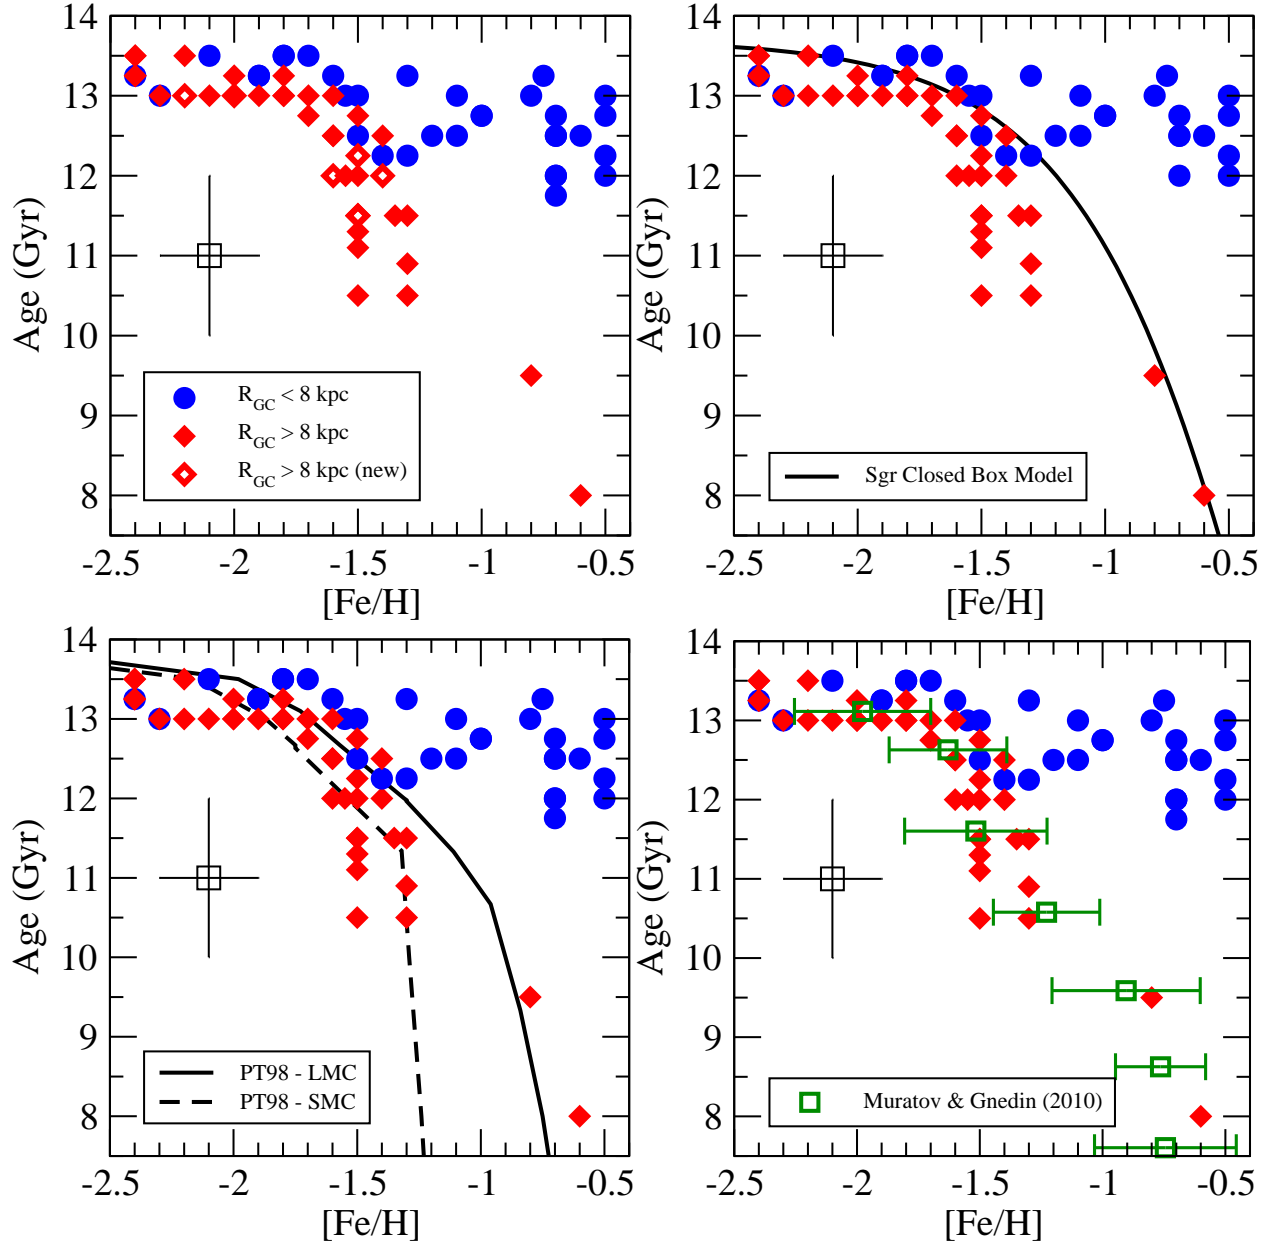 14
13
12
11
10
9
8
Age (Gyr)
R_GC < 8 kpc
R_GC > 8 kpc
R_GC > 8 kpc (new)
-2.5 -2 -1.5 -1 -0.5
[Fe/H]
14
13
12
11
10
9
8
Age (Gyr)
Sgr Closed Box Model
-2.5 -2 -1.5 -1 -0.5
[Fe/H]
14
13
12
11
10
9
8
Age (Gyr)
PT98 - LMC
PT98 - SMC
-2.5 -2 -1.5 -1 -0.5
[Fe/H]
14
13
12
11
10
9
8
Age (Gyr)
Muratov & Gnedin (2010)
-2.5 -2 -1.5 -1 -0.5
[Fe/H]